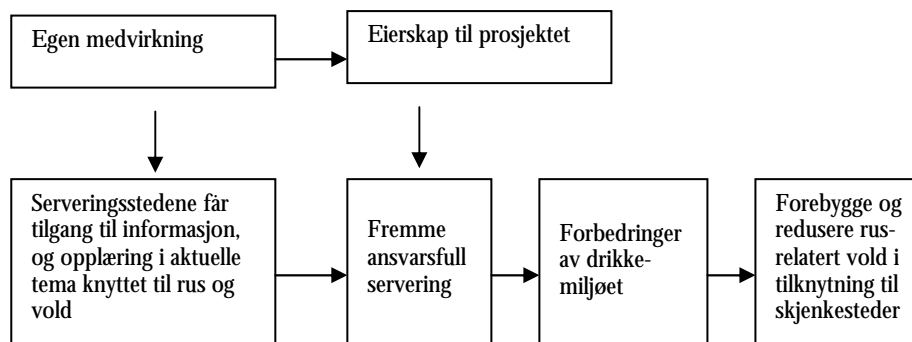 Egen medvirkning
Eierskap til prosjektet
Serveringsstedene får
tilgang til informasjon,
og opplæring i aktuelle
tema knyttet til rus og
vold
Fremme
ansvarsfull
servering
Forbedringer
av drikke-
miljøet
Forebygge og
redusere rus-
relatert vold i
tilknytning til
skjenkesteder